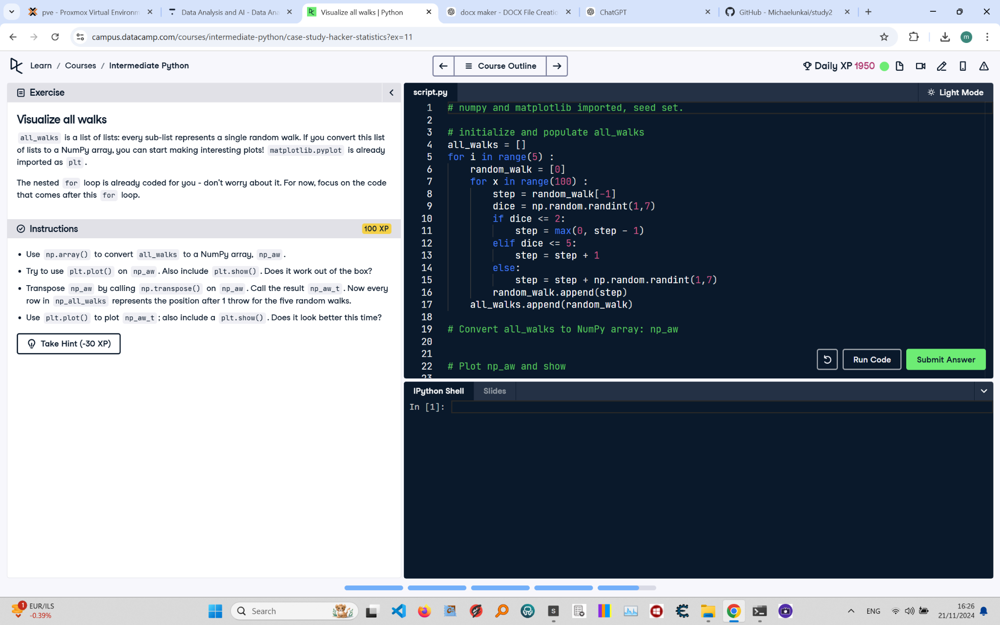 pve - Proxmox Virtual Environm
Data Analysis and AI - Data Ana
Visualize all walks | Python
docx maker - DOCX File Creatio
ChatGPT
GitHub - Michaelunkai/study2
campus.datacamp.com/courses/intermediate-python/case-study-hacker-statistics?ex=11
m
Learn / Courses / Intermediate Python
Course Outline
Daily XP 1950
Exercise
Visualize all walks
all_walks is a list of lists: every sub-list represents a single random walk. If you convert this list
of lists to a NumPy array, you can start making interesting plots! matplotlib.pyplot is already
imported as plt.
The nested for loop is already coded for you - don't worry about it. For now, focus on the code
that comes after this for loop.
Instructions
100 XP
• Use np.array() to convert all_walks to a NumPy array, np_aw.
• Try to use plt.plot() on np_aw. Also include plt.show(). Does it work out of the box?
• Transpose np_aw by calling np.transpose() on np_aw. Call the result np_aw_t. Now every
row in np_all_walks represents the position after 1 throw for the five random walks.
• Use plt.plot() to plot np_aw_t; also include a plt.show(). Does it look better this time?
Take Hint (-30 XP)
script.py
Light Mode
1 # numpy and matplotlib imported, seed set.
2
3 # initialize and populate all_walks
4 all_walks = []
5 for i in range(5) :
6     random_walk = [0]
7     for x in range(100) :
8         step = random_walk[-1]
9         dice = np.random.randint(1,7)
10         if dice <= 2:
11             step = max(0, step - 1)
12         elif dice <= 5:
13             step = step + 1
14         else:
15             step = step + np.random.randint(1,7)
16         random_walk.append(step)
17     all_walks.append(random_walk)
18
19 # Convert all_walks to NumPy array: np_aw
20
21
22 # Plot np_aw and show
23
Run Code
Submit Answer
IPython Shell
Slides
In [1]:
1
EUR/ILS
-0.39%
Search
S
ENG
16:26
21/11/2024